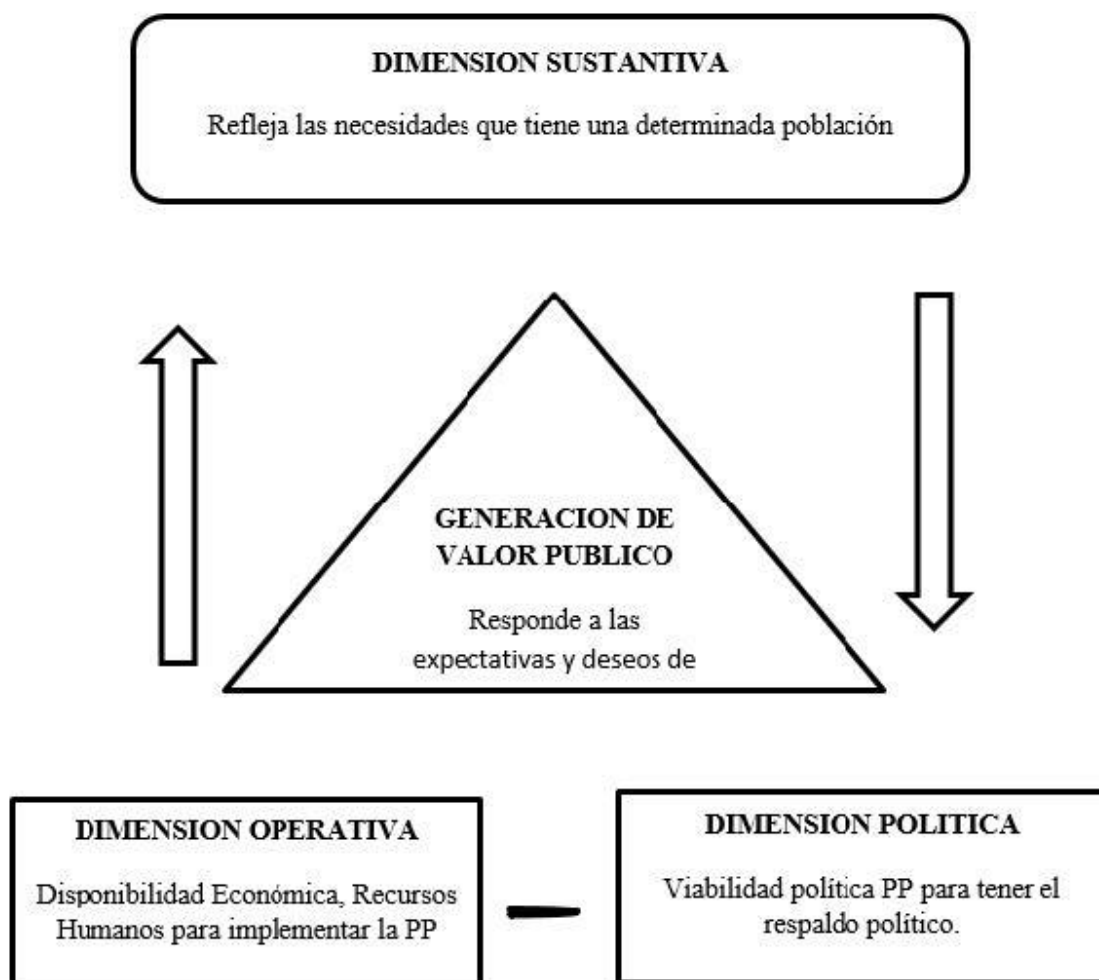 DIMENSION SUSTANTIVA
Refleja las necesidades que tiene una determinada población
GENERACION DE
VALOR PUBLICO
Responde a las
expectativas y deseos de
DIMENSION OPERATIVA
Disponibilidad Económica, Recursos
Humanos para implementar la PP
DIMENSION POLITICA
Viabilidad política PP para tener el
respaldo político.